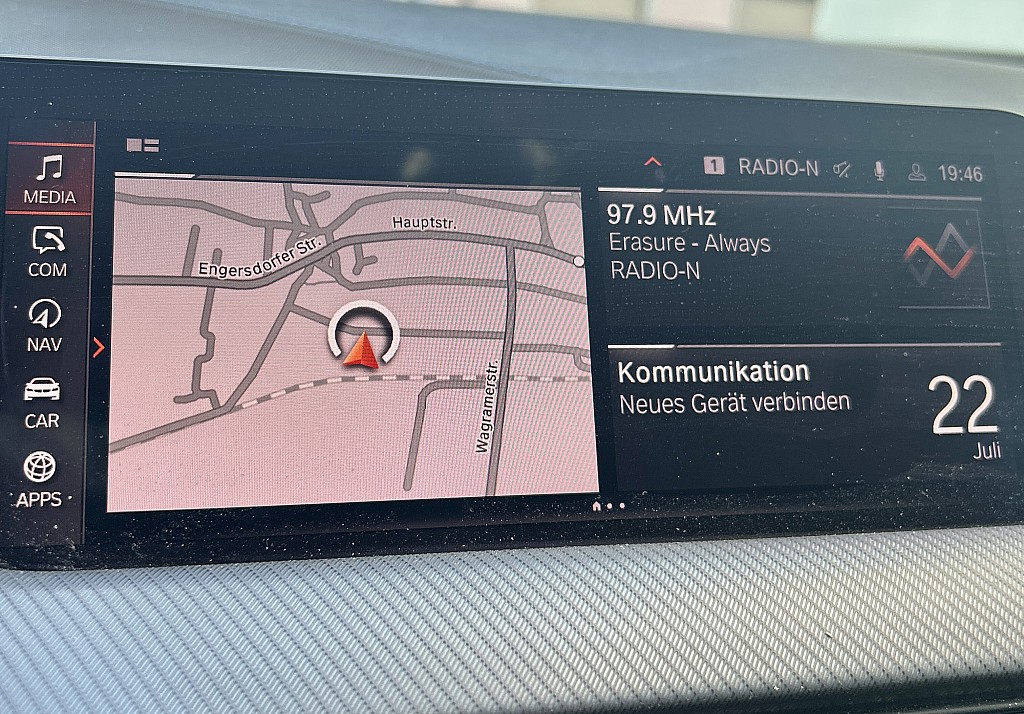 1 RADIO-N 19:46
MEDIA
COM
NAV
CAR
APPS
Hauptstr.
Engersdorfer Str.
Wagramerstr.
97.9 MHz
Erasure - Always
RADIO-N
Kommunikation
Neues Gerät verbinden
22
Juli